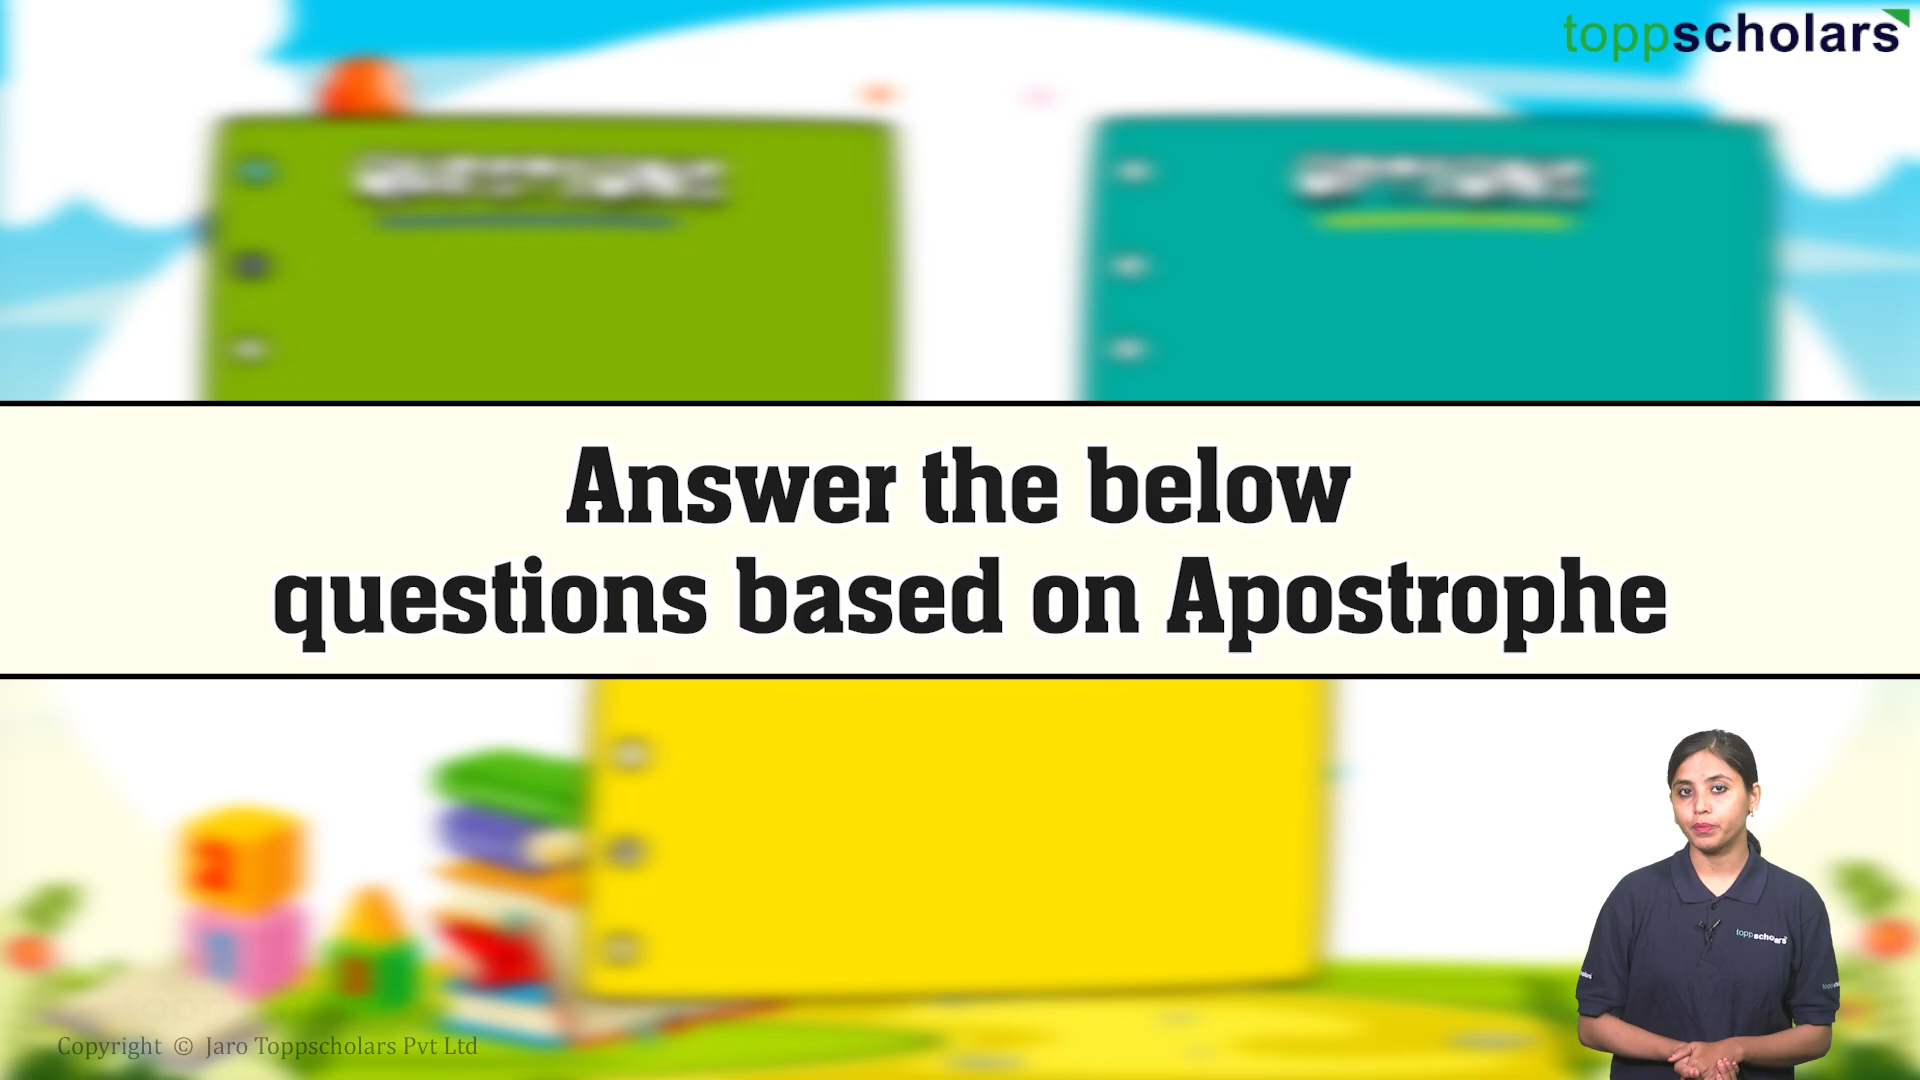 toppscholars
Answer the below
questions based on Apostrophe
toppscholars
Copyright © Jaro Toppscholars Pvt Ltd